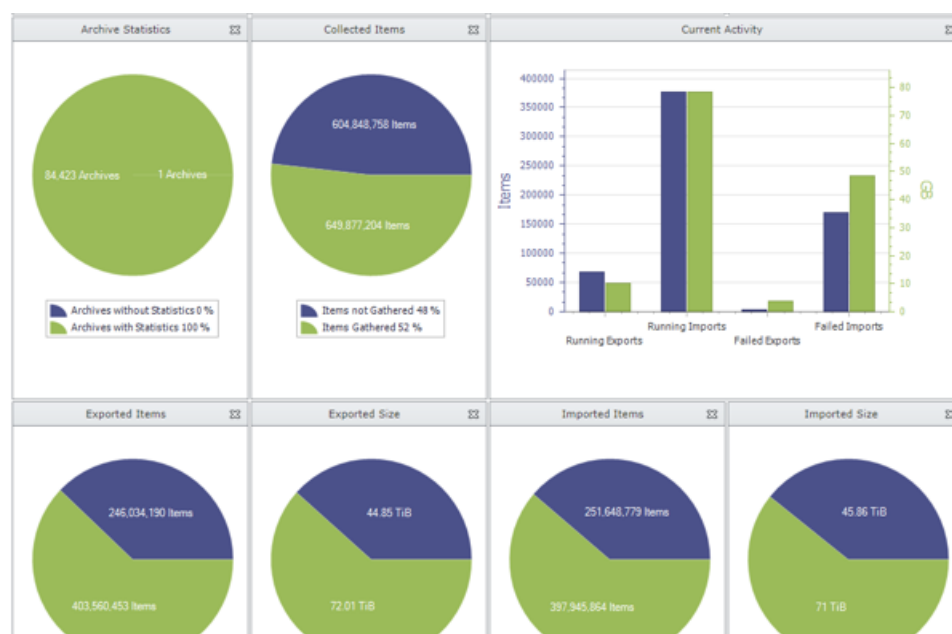 Archive Statistics
84,423 Archives
1 Archives
Archives without Statistics 0 %
Archives with Statistics 100 %
Collected Items
604,848,758 Items
649,877,204 Items
Items not Gathered 48 %
Items Gathered 52 %
Current Activity
Items
400000
350000
300000
250000
200000
150000
100000
50000
0
80
70
60
50
40
30
20
10
0
GB
Running Exports
Running Imports
Failed Exports
Failed Imports
Exported Items
246,034,190 Items
403,560,453 Items
Exported Size
44.85 TiB
72.01 TiB
Imported Items
251,648,779 Items
397,945,864 Items
Imported Size
45.86 TiB
71 TiB